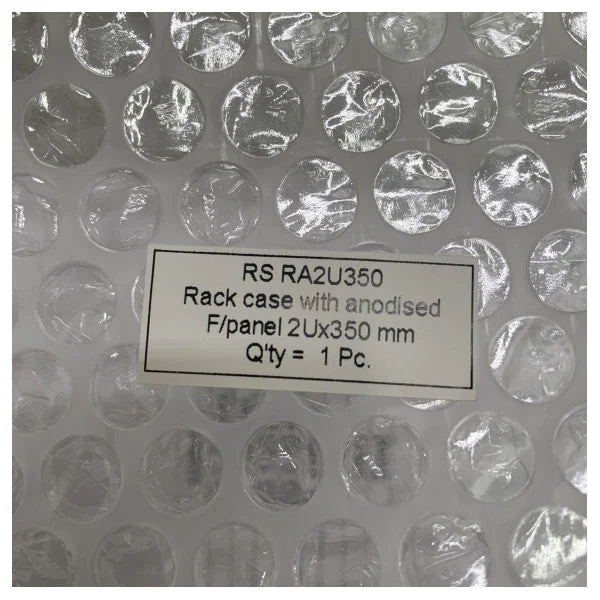 RS RA2U350
Rack case with anodised
F/panel 2Ux350 mm
Q'ty = 1 Pc.